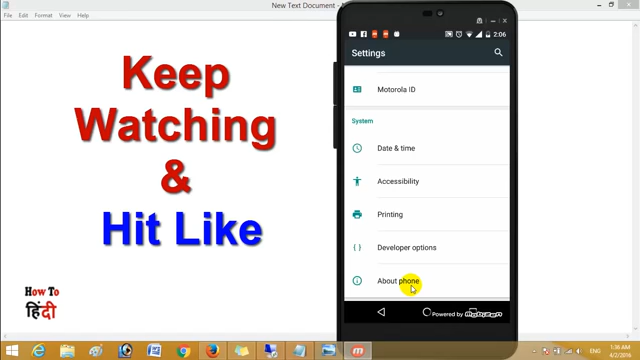 New Text Document -
File Edit Format View Help
Keep
Watching
&
Hit Like
How To
हिंदी
2:06
Settings
Motorola ID
System
Date & time
Accessibility
Printing
{ } Developer options
About phone
Powered by
mobizen
ENG
1:36 AM
4/2/2016